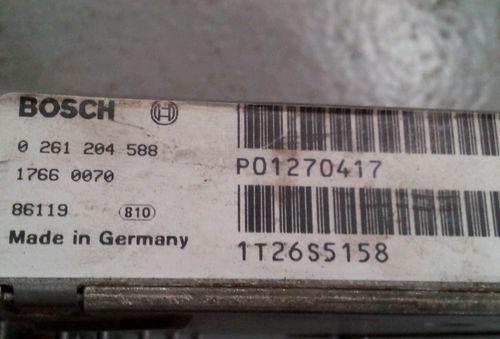 BOSCH
0 261 204 588
1766 0070
86119 810
Made in Germany
P01270417
1T26S5158